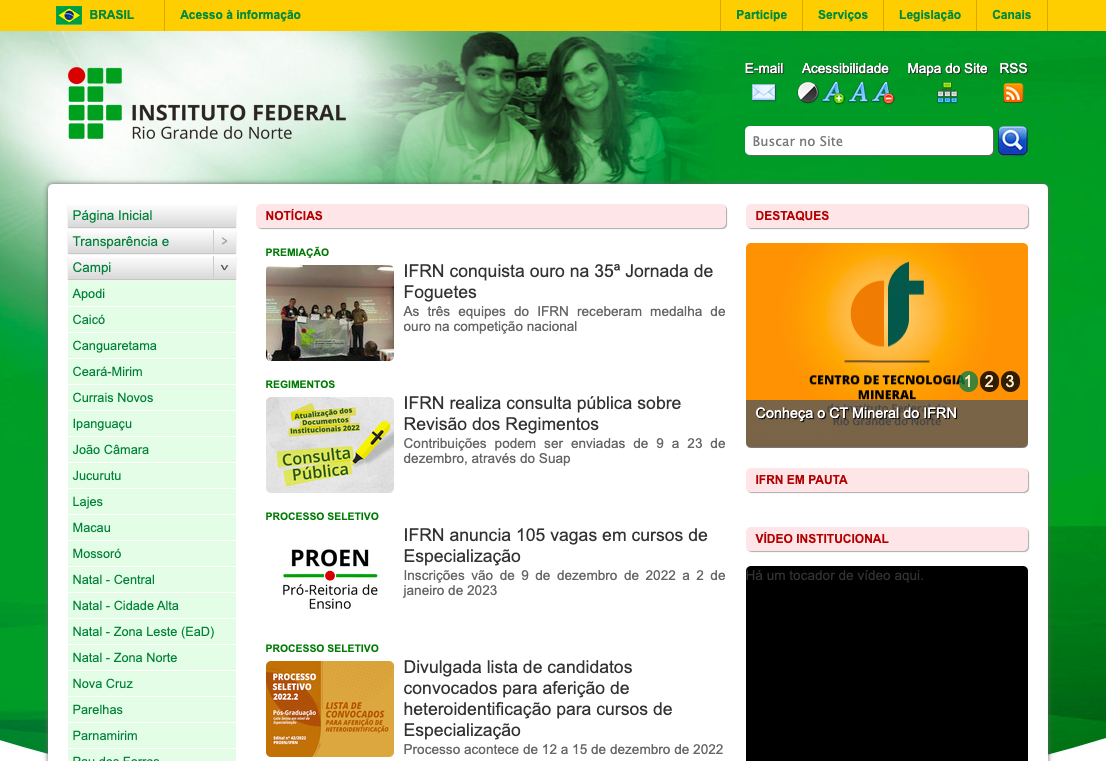 BRASIL
Acesso à informação
Participe
Serviços
Legislação
Canais
E-mail
Acessibilidade
Mapa do Site
RSS
INSTITUTO FEDERAL
Rio Grande do Norte
Buscar no Site
Página Inicial
Transparência e
Campi
Apodi
Caicó
Canguaretama
Ceará-Mirim
Currais Novos
Ipanguaçu
João Câmara
Jucurutu
Lajes
Macau
Mossoró
Natal - Central
Natal - Cidade Alta
Natal - Zona Leste (EaD)
Natal - Zona Norte
Nova Cruz
Parelhas
Parnamirim
NOTÍCIAS
PREMIAÇÃO
IFRN conquista ouro na 35ª Jornada de
Foguetes
As três equipes do IFRN receberam medalha de
ouro na competição nacional
REGIMENTOS
Atualização dos
Documentos
Institucionais 2022
Consulta
Pública
IFRN realiza consulta pública sobre
Revisão dos Regimentos
Contribuições podem ser enviadas de 9 a 23 de
dezembro, através do Suap
PROCESSO SELETIVO
PROEN
Pró-Reitoria de
Ensino
IFRN anuncia 105 vagas em cursos de
Especialização
Inscrições vão de 9 de dezembro de 2022 a 2 de
janeiro de 2023
PROCESSO SELETIVO
PROCESSO
SELETIVO
2022.2
Pós-Graduação
LISTA DE
CONVOCADOS
PARA AFERIÇÃO DE
HETEROIDENTIFICAÇÃO
Divulgada lista de candidatos
convocados para aferição de
heteroidentificação para cursos de
Especialização
Processo acontece de 12 a 15 de dezembro de 2022
DESTAQUES
CENTRO DE TECNOLOGIA
MINERAL
1 2 3
Conheça o CT Mineral do IFRN
Rio Grande do Norte
IFRN EM PAUTA
VÍDEO INSTITUCIONAL
Há um tocador de vídeo aqui.